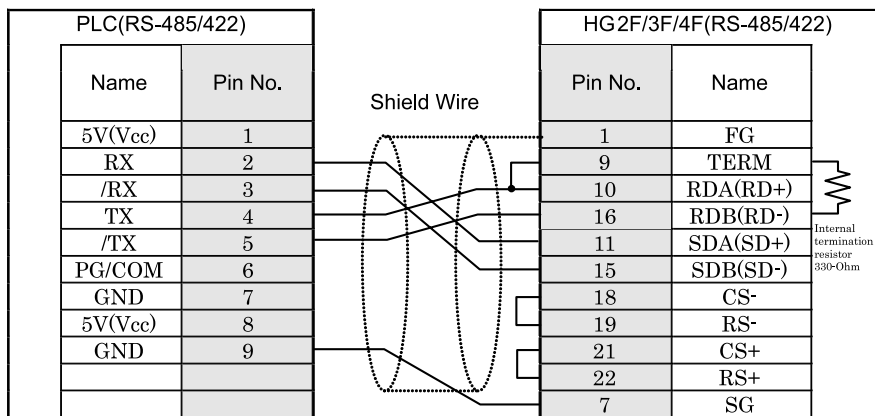 PLC(RS-485/422) HG2F/3F/4F(RS-485/422)
Name Pin No. Shield Wire Pin No. Name
5V(Vcc) 1 1 FG
RX 2 9 TERM
/RX 3 10 RDA(RD+)
TX 4 16 RDB(RD-)
/TX 5 11 SDA(SD+)
PG/COM 6 15 SDB(SD-)
GND 7 18 CS-
5V(Vcc) 8 19 RS-
GND 9 21 CS+
22 RS+
7 SG
Internal
termination
resistor
330-Ohm